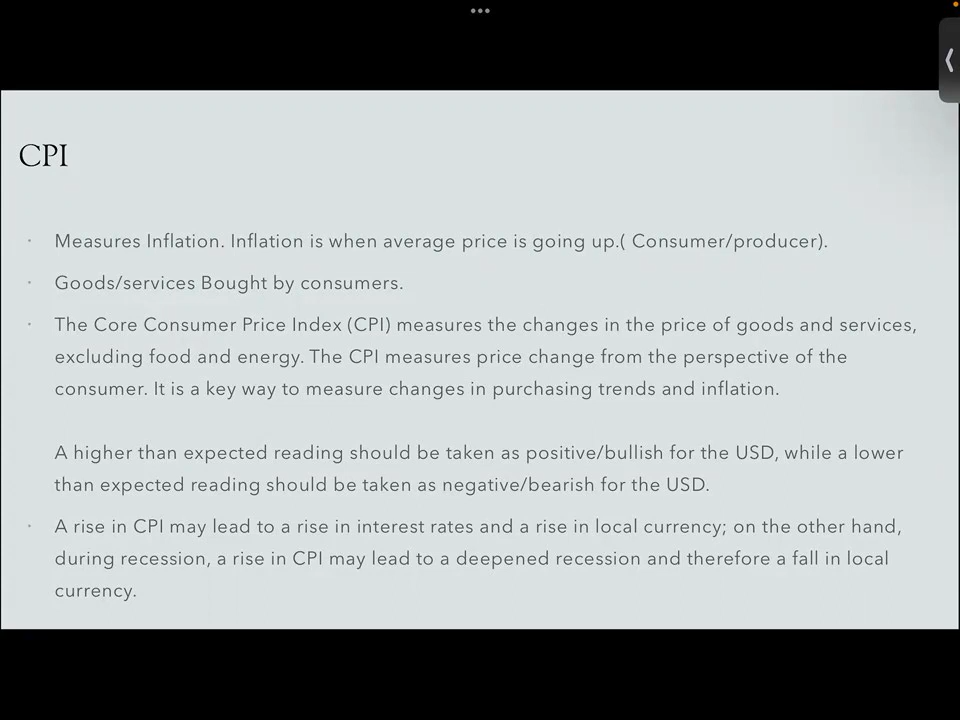 CPI
Measures Inflation. Inflation is when average price is going up.( Consumer/producer).
Goods/services Bought by consumers.
The Core Consumer Price Index (CPI) measures the changes in the price of goods and services,
excluding food and energy. The CPI measures price change from the perspective of the
consumer. It is a key way to measure changes in purchasing trends and inflation.
A higher than expected reading should be taken as positive/bullish for the USD, while a lower
than expected reading should be taken as negative/bearish for the USD.
A rise in CPI may lead to a rise in interest rates and a rise in local currency; on the other hand,
during recession, a rise in CPI may lead to a deepened recession and therefore a fall in local
currency.